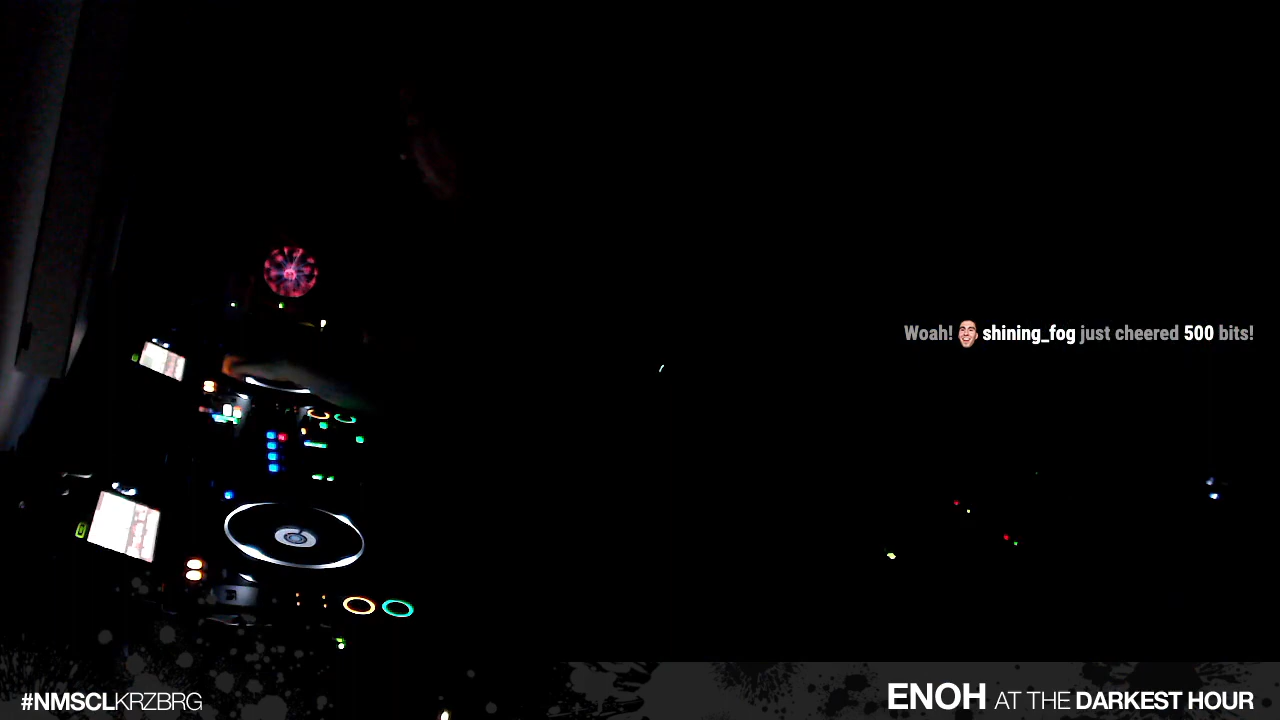 Woah! shining_fog just cheered 500 bits!
#NMSCLKRZBRG
ENOH AT THE DARKEST HOUR